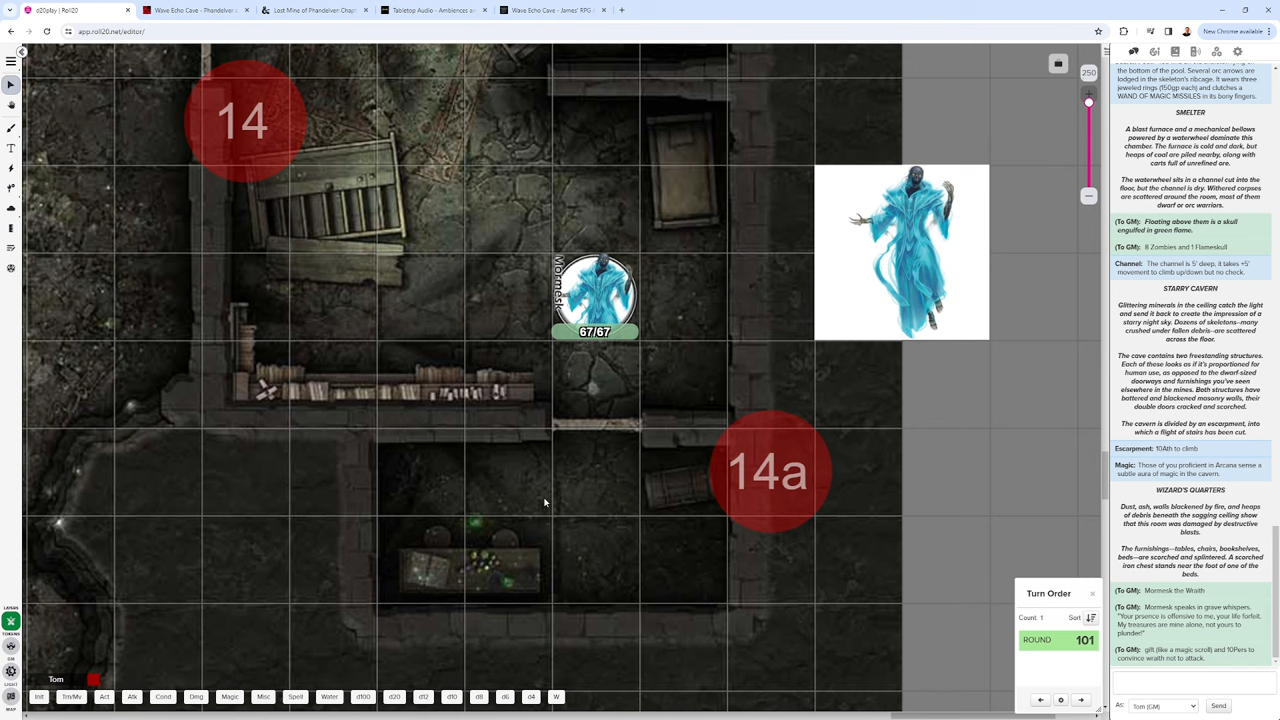 d20play | Roll20
Wave Echo Cave - Phandelver a
Lost Mine of Phandelver: Chap
Tabletop Audio - Ambiences a
Wave Echo Cave - James' RPG
app.roll20.net/editor/
New Chrome available
14
250
Mormesk
67/67
14a
the bottom of the pool. Several orc arrows are
lodged in the skeleton's ribcage. It wears three
jeweled rings (150gp each) and clutches a
WAND OF MAGIC MISSILES in its bony fingers.
SMELTER
A blast furnace and a mechanical bellows
powered by a waterwheel dominate this
chamber. The furnace is cold and dark, but
heaps of coal are piled nearby, along with
carts full of unrefined ore.
The waterwheel sits in a channel cut into the
floor, but the channel is dry. Withered corpses
are scattered around the room, most of them
dwarf or orc warriors.
(To GM): Floating above them is a skull
engulfed in green flame.
(To GM): 8 Zombies and 1 Flameskull
Channel: The channel is 5' deep, it takes +5'
movement to climb up/down but no check.
STARRY CAVERN
Glittering minerals in the ceiling catch the light
and send it back to create the impression of a
starry night sky. Dozens of skeletons--many
crushed under fallen debris--are scattered
across the floor.
The cave contains two freestanding structures.
Each of these looks as if it's proportioned for
human use, as opposed to the dwarf-sized
doorways and furnishings you've seen
elsewhere in the mines. Both structures have
battered and blackened masonry walls, their
double doors cracked and scorched.
The cavern is divided by an escarpment, into
which a flight of stairs has been cut.
Escarpment: 10Ath to climb
Magic: Those of you proficient in Arcana sense a
subtle aura of magic in the cavern.
WIZARD'S QUARTERS
Dust, ash, walls blackened by fire, and heaps
of debris beneath the sagging ceiling show
that this room was damaged by destructive
blasts.
The furnishings--tables, chairs, bookshelves,
beds--are scorched and splintered. A scorched
iron chest stands near the foot of one of the
beds.
(To GM): Mormesk the Wraith
(To GM): Mormesk speaks in grave whispers.
"Your prsence is offensive to me, your life forfeit.
My treasures are mine alone, not yours to
plunder!"
(To GM): gift (like a magic scroll) and 10Pers to
convince wraith not to attack.
As: Tom (GM) Send
Turn Order
Count: 1 Sort
ROUND 101
LAYERS
TOKENS
GM
LIGHT
MAP
Tom
Init Trn/Mv Act Atk Cond Dmg Magic Misc Spell Water d100 d20 d12 d10 d8 d6 d4 W